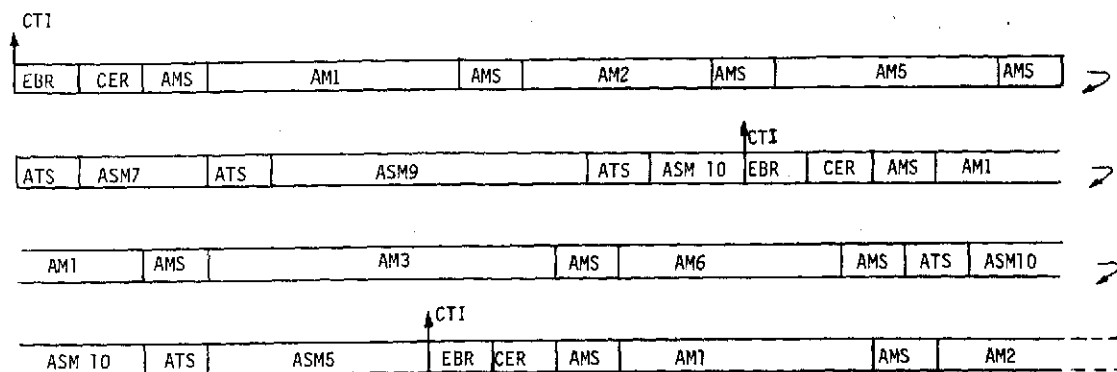 CTI
EBR CER AMS AM1 AMS AM2 AMS AM5 AMS
CTI
ATS ASM7 ATS ASM9 ATS ASM 10 EBR CER AMS AM1
AM1 AMS AM3 AMS AM6 AMS ATS ASM10
CTI
ASM 10 ATS ASM5 EBR CER AMS AM1 AMS AM2